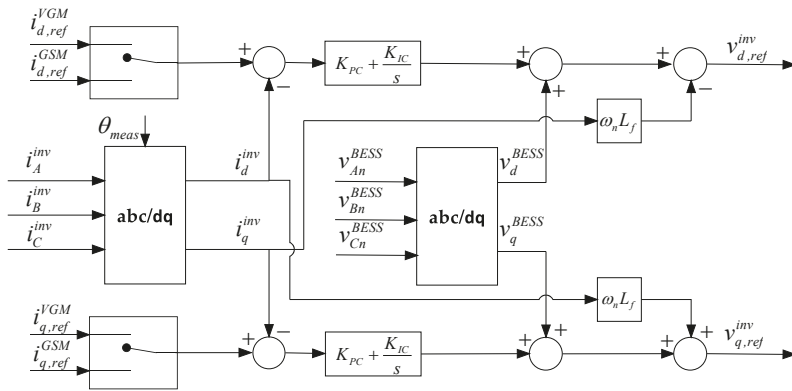 i_{d,ref}^{VGM}
i_{d,ref}^{GSM}
+
−
K_{PC} + \frac{K_{IC}}{s}
+
+
+
−
v_{d,ref}^{inv}
ω_n L_f
θ_{meas}
i_A^{inv}
i_B^{inv}
i_C^{inv}
abc/dq
i_d^{inv}
i_q^{inv}
v_{An}^{BESS}
v_{Bn}^{BESS}
v_{Cn}^{BESS}
abc/dq
v_d^{BESS}
v_q^{BESS}
ω_n L_f
i_{q,ref}^{VGM}
i_{q,ref}^{GSM}
+
−
K_{PC} + \frac{K_{IC}}{s}
+
+
+
+
v_{q,ref}^{inv}